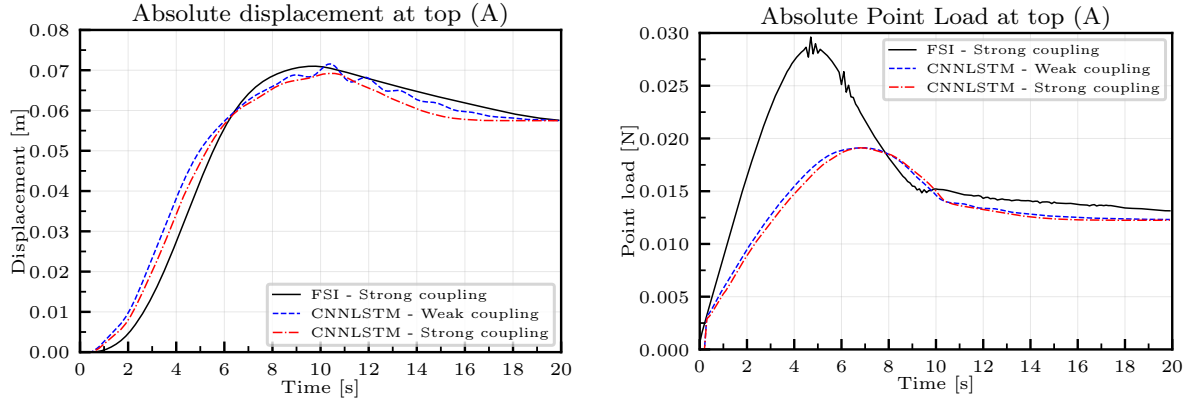 Absolute displacement at top (A)
0.08
0.07
0.06
0.05
0.04
0.03
0.02
0.01
0.00
Displacement [m]
0 2 4 6 8 10 12 14 16 18 20
Time [s]
FSI - Strong coupling
CNNLSTM - Weak coupling
CNNLSTM - Strong coupling
Absolute Point Load at top (A)
0.030
0.025
0.020
0.015
0.010
0.005
0.000
Point load [N]
0 2 4 6 8 10 12 14 16 18 20
Time [s]
FSI - Strong coupling
CNNLSTM - Weak coupling
CNNLSTM - Strong coupling